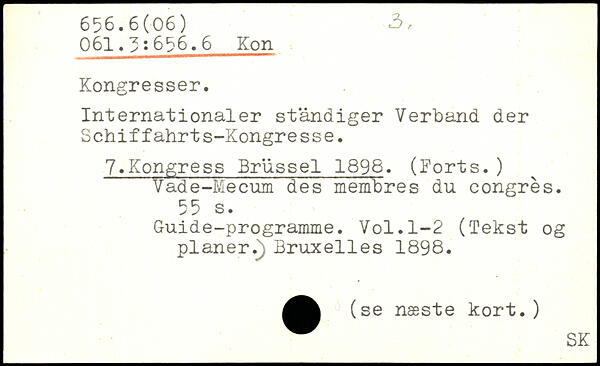 656.6(06)
3.
061.3:656.6 Kon
Kongresser.
Internationaler ständiger Verband der
Schiffahrts-Kongresse.
7.Kongress Brüssel 1898. (Forts.)
Vade-Mecum des membres du congrès.
55 s.
Guide-programme. Vol.1-2 (Tekst og
planer.) Bruxelles 1898.
(se næste kort.)
SK